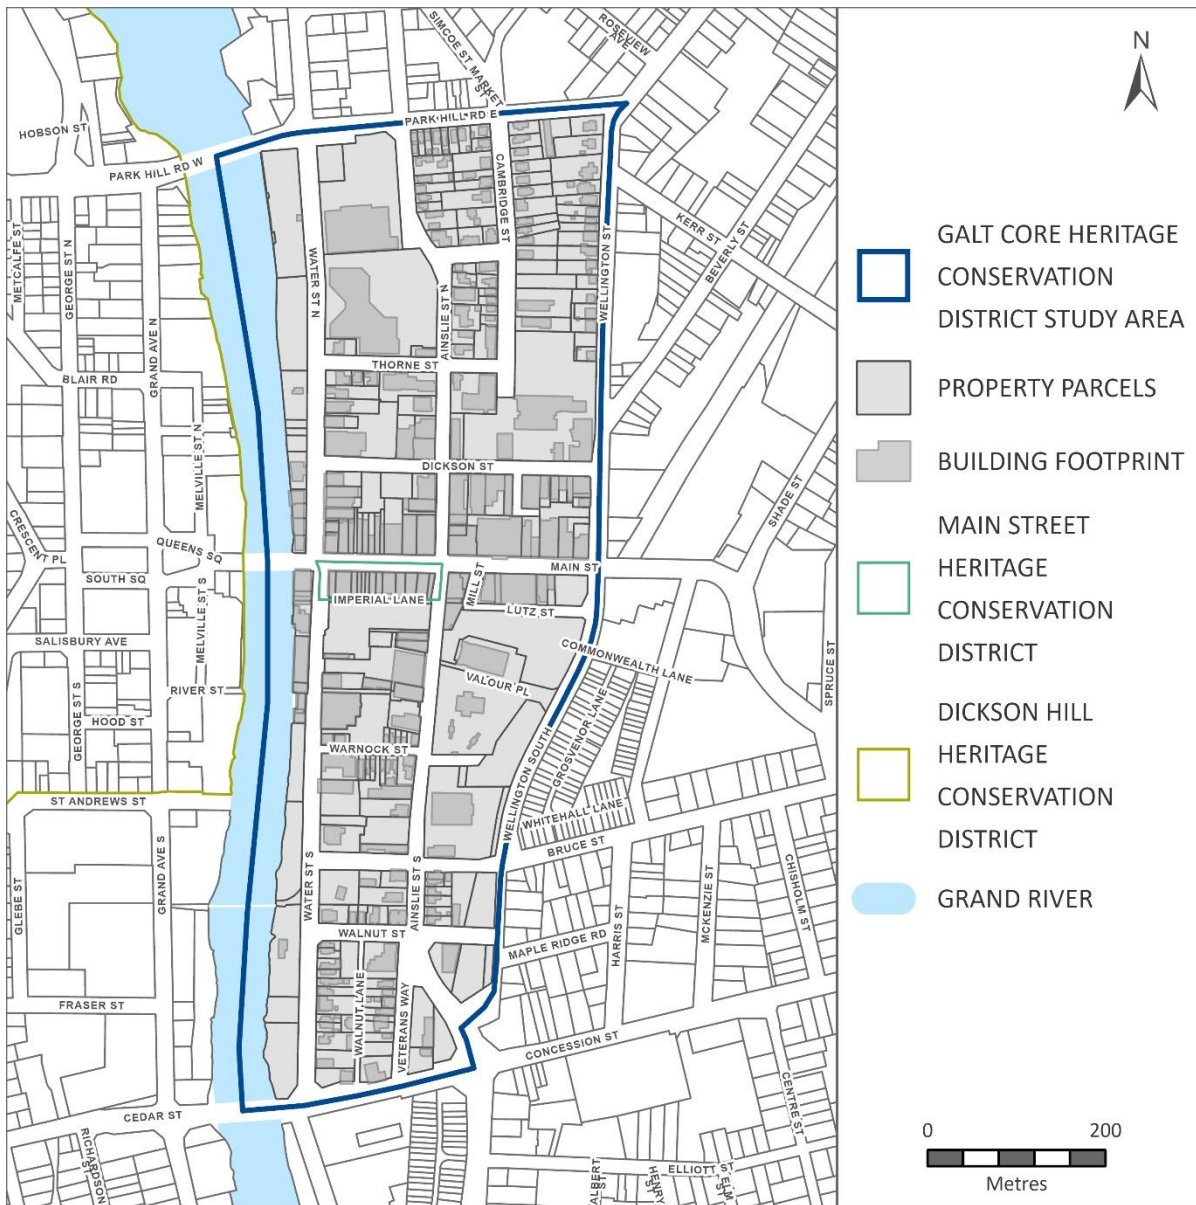 SIMCOE ST
MARKET ST
ROSEVIEW AVE
HOBSON ST
PARK HILL RD E
PARK HILL RD W
CAMBRIDGE ST
KERR ST
BEVERLY ST
METCALFE ST
GEORGE ST N
GRAND AVE N
WATER ST N
AINSLIE ST N
WELLINGTON ST
THORNE ST
BLAIR RD
MELVILLE ST N
DICKSON ST
SHADE ST
CRESCENT PL
QUEENS SQ
SOUTH SQ
MAIN ST
MILL ST
IMPERIAL LANE
LUTZ ST
SALISBURY AVE
MELVILLE ST S
COMMONWEALTH LANE
SPRUCE ST
RIVER ST
VALOUR PL
GEORGE ST S
HOOD ST
WARNOCK ST
WELLINGTON SOUTH
GROSVENOR LANE
ST ANDREWS ST
WHITEHALL LANE
BRUCE ST
GRAND AVE S
WATER ST S
AINSLIE ST S
GLEBE ST
CHISHOLM ST
MCKENZIE ST
HARRIS ST
WALNUT ST
MAPLE RIDGE RD
FRASER ST
WALNUT LANE
VETERANS WAY
CONCESSION ST
CEDAR ST
CENTRE ST
RICHARDSON ST
ELLIOTT ST
ALBERT ST
HENRY ST
ELM ST
N
GALT CORE HERITAGE
CONSERVATION
DISTRICT STUDY AREA
PROPERTY PARCELS
BUILDING FOOTPRINT
MAIN STREET
HERITAGE
CONSERVATION
DISTRICT
DICKSON HILL
HERITAGE
CONSERVATION
DISTRICT
GRAND RIVER
0 200
Metres